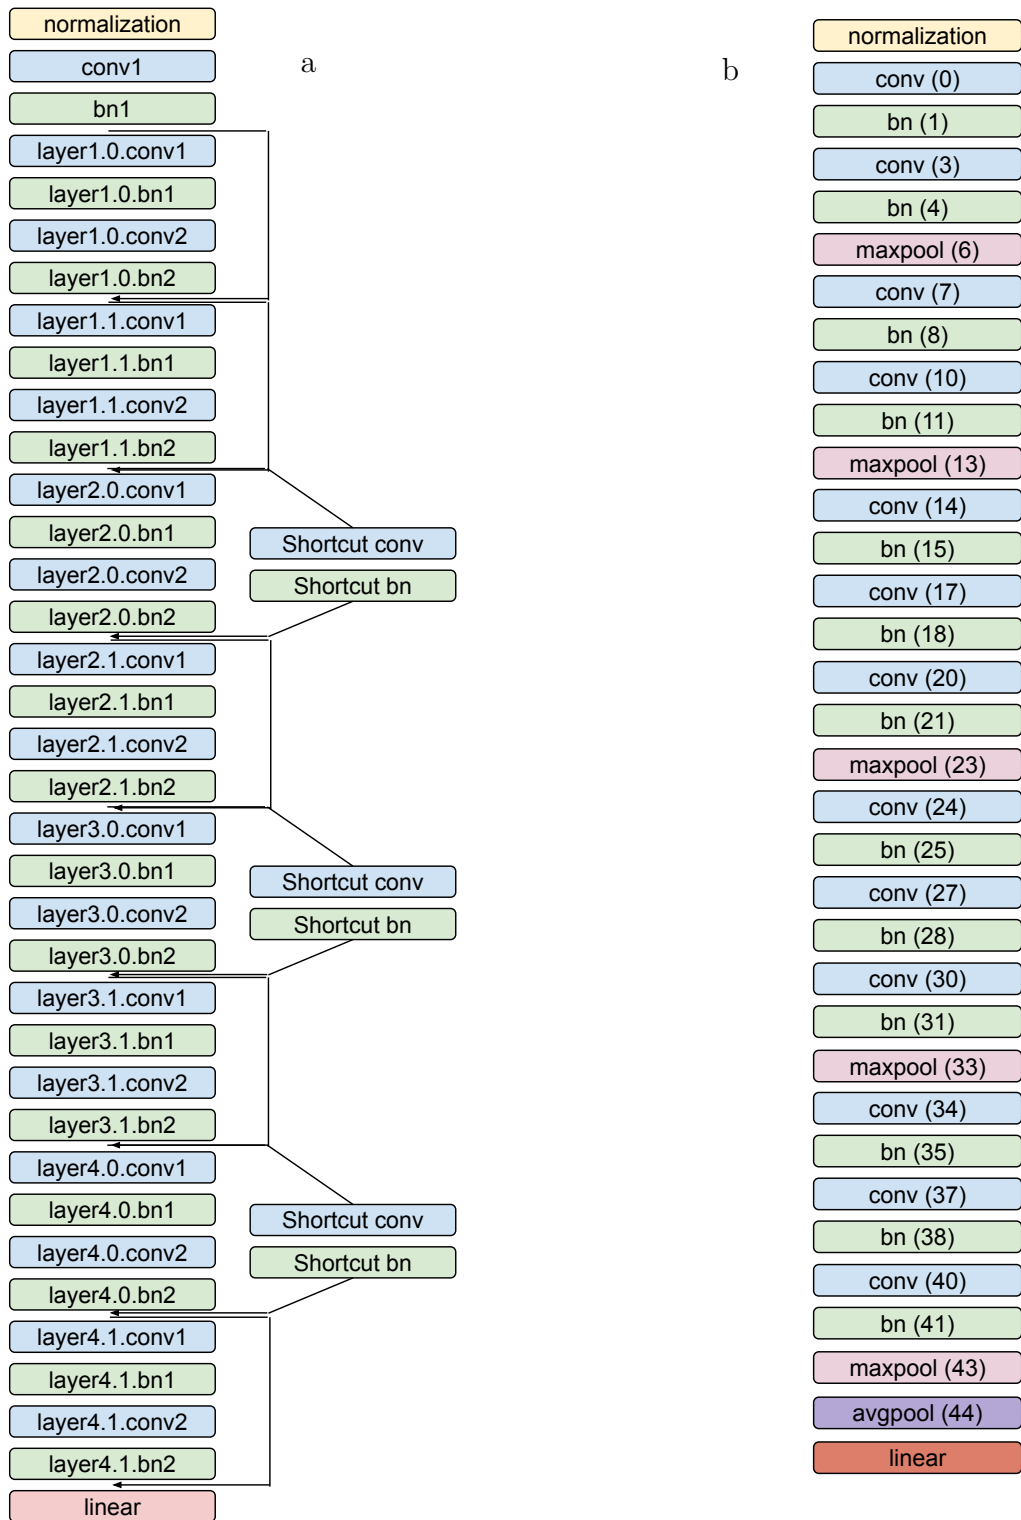 normalization
conv1
bn1
layer1.0.conv1
layer1.0.bn1
layer1.0.conv2
layer1.0.bn2
layer1.1.conv1
layer1.1.bn1
layer1.1.conv2
layer1.1.bn2
layer2.0.conv1
layer2.0.bn1
layer2.0.conv2
layer2.0.bn2
layer2.1.conv1
layer2.1.bn1
layer2.1.conv2
layer2.1.bn2
layer3.0.conv1
layer3.0.bn1
layer3.0.conv2
layer3.0.bn2
layer3.1.conv1
layer3.1.bn1
layer3.1.conv2
layer3.1.bn2
layer4.0.conv1
layer4.0.bn1
layer4.0.conv2
layer4.0.bn2
layer4.1.conv1
layer4.1.bn1
layer4.1.conv2
layer4.1.bn2
linear
a
Shortcut conv
Shortcut bn
Shortcut conv
Shortcut bn
Shortcut conv
Shortcut bn
b
normalization
conv (0)
bn (1)
conv (3)
bn (4)
maxpool (6)
conv (7)
bn (8)
conv (10)
bn (11)
maxpool (13)
conv (14)
bn (15)
conv (17)
bn (18)
conv (20)
bn (21)
maxpool (23)
conv (24)
bn (25)
conv (27)
bn (28)
conv (30)
bn (31)
maxpool (33)
conv (34)
bn (35)
conv (37)
bn (38)
conv (40)
bn (41)
maxpool (43)
avgpool (44)
linear